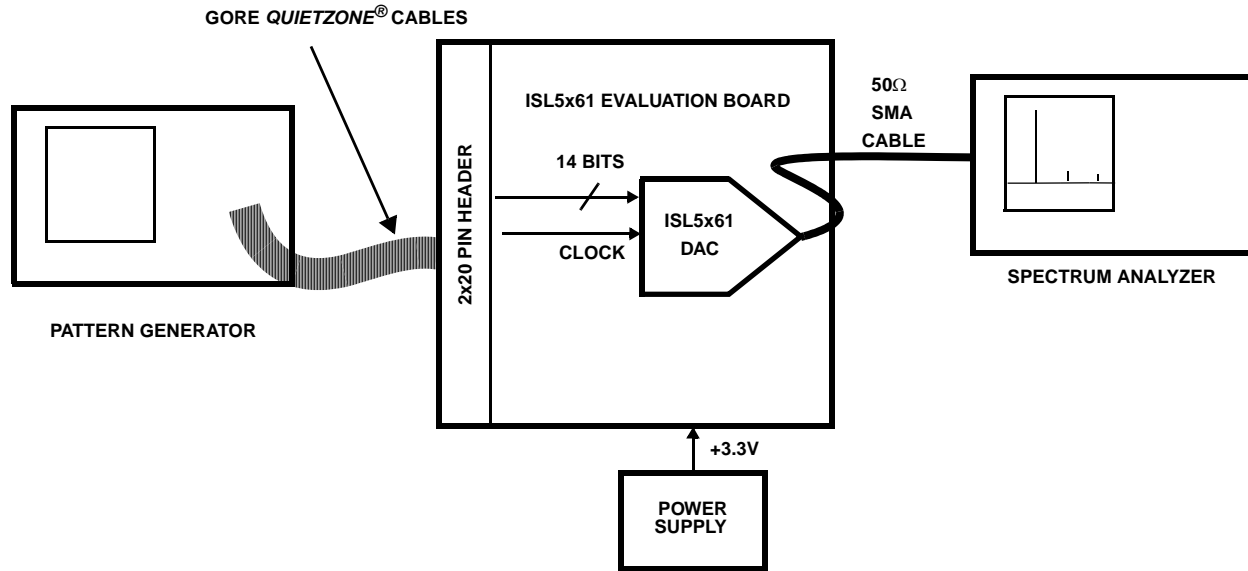 GORE QUIETZONE® CABLES
PATTERN GENERATOR
2x20 PIN HEADER
ISL5x61 EVALUATION BOARD
14 BITS
CLOCK
ISL5x61
DAC
50Ω
SMA
CABLE
SPECTRUM ANALYZER
+3.3V
POWER
SUPPLY